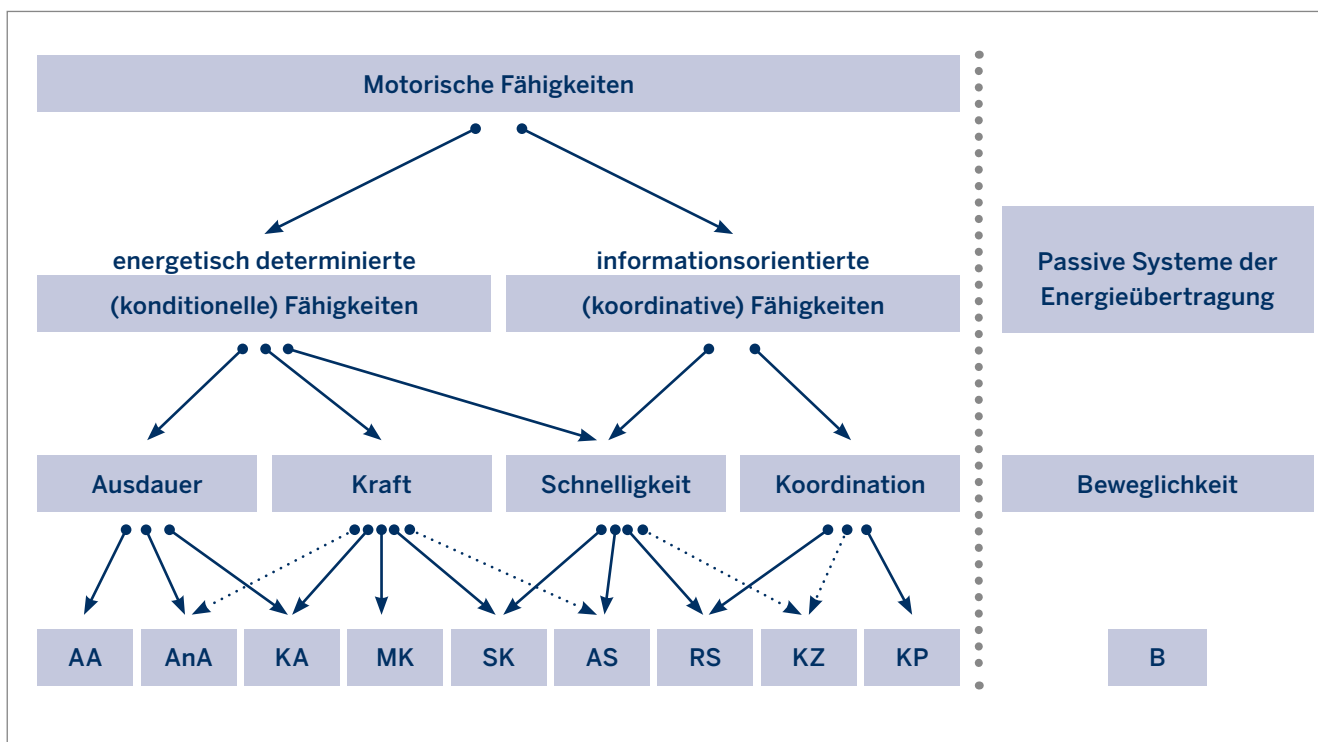 Motorische Fähigkeiten
energetisch determinierte
(konditionelle) Fähigkeiten
informationsorientierte
(koordinative) Fähigkeiten
Passive Systeme der
Energieübertragung
Ausdauer
Kraft
Schnelligkeit
Koordination
Beweglichkeit
AA
AnA
KA
MK
SK
AS
RS
KZ
KP
B